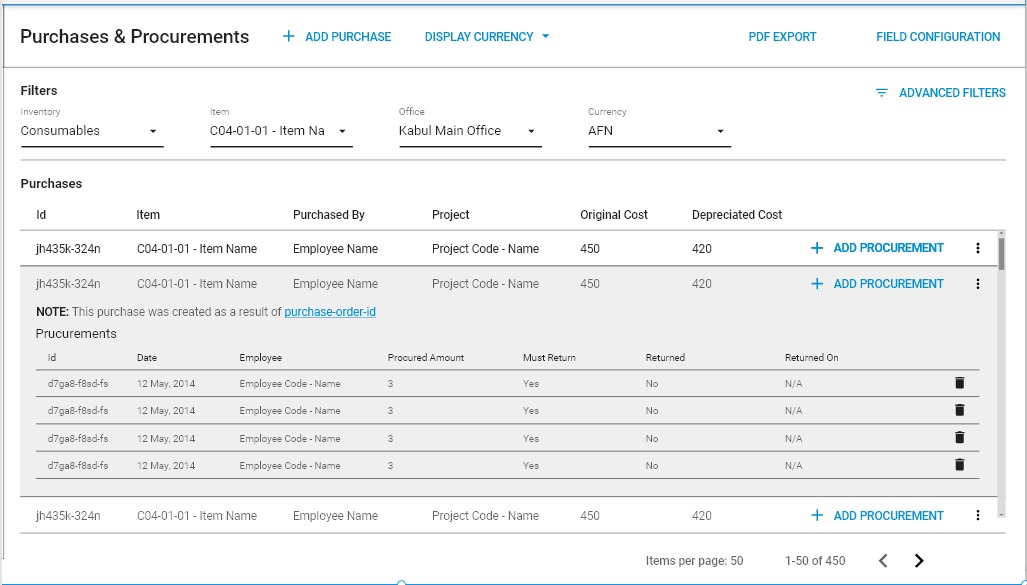 Purchases & Procurements + ADD PURCHASE DISPLAY CURRENCY PDF EXPORT FIELD CONFIGURATION
Filters ADVANCED FILTERS
Inventory Item Office Currency
Consumables C04-01-01 - Item Na Kabul Main Office AFN
Purchases
Id Item Purchased By Project Original Cost Depreciated Cost
jh435k-324n C04-01-01 - Item Name Employee Name Project Code - Name 450 420 + ADD PROCUREMENT
jh435k-324n C04-01-01 - Item Name Employee Name Project Code - Name 450 420 + ADD PROCUREMENT
NOTE: This purchase was created as a result of purchase-order-id
Prucurements
Id Date Employee Procured Amount Must Return Returned Returned On
d7ga8-f8sd-fs 12 May, 2014 Employee Code - Name 3 Yes No N/A
d7ga8-f8sd-fs 12 May, 2014 Employee Code - Name 3 Yes No N/A
d7ga8-f8sd-fs 12 May, 2014 Employee Code - Name 3 Yes No N/A
d7ga8-f8sd-fs 12 May, 2014 Employee Code - Name 3 Yes No N/A
jh435k-324n C04-01-01 - Item Name Employee Name Project Code - Name 450 420 + ADD PROCUREMENT
Items per page: 50 1-50 of 450